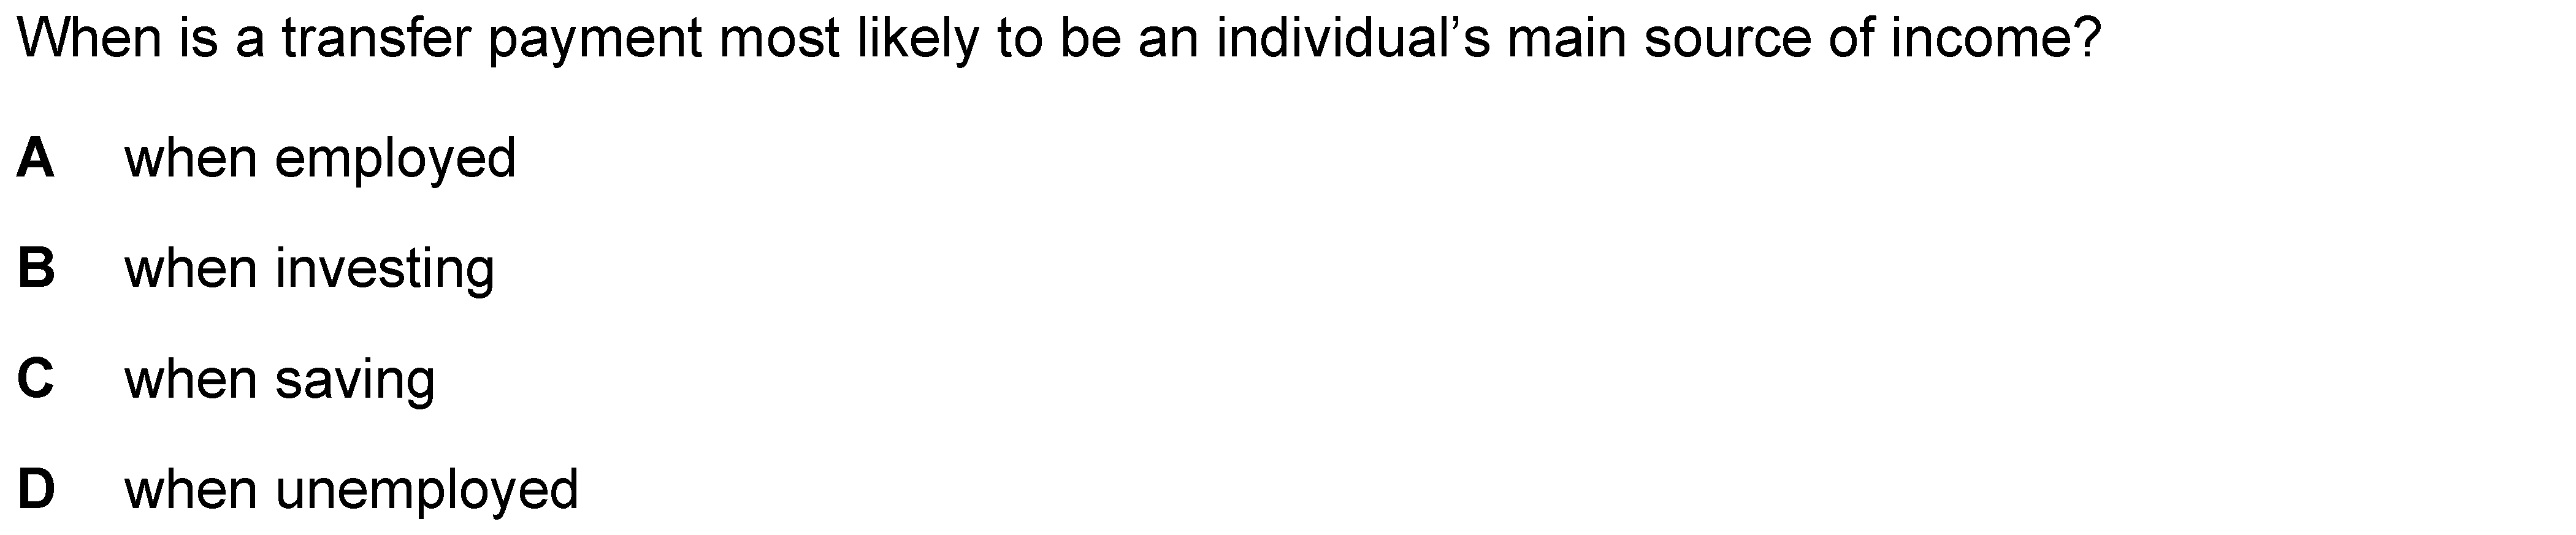 When is a transfer payment most likely to be an individual’s main source of income?
A when employed
B when investing
C when saving
D when unemployed